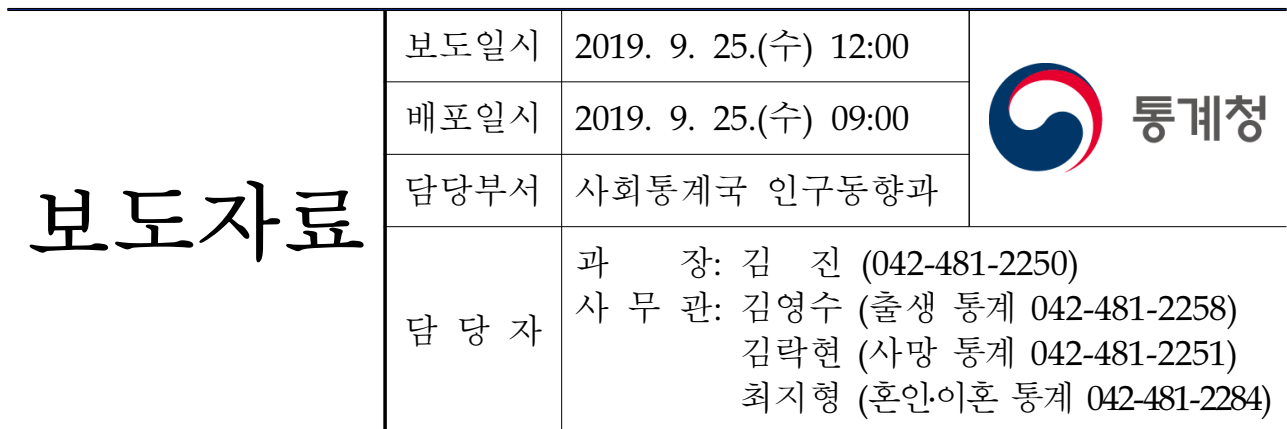 보도자료
보도일시 2019. 9. 25.(수) 12:00
배포일시 2019. 9. 25.(수) 09:00
담당부서 사회통계국 인구동향과
통계청
담 당 자
과 장: 김 진 (042-481-2250)
사 무 관: 김영수 (출생 통계 042-481-2258)
김락현 (사망 통계 042-481-2251)
최지형 (혼인·이혼 통계 042-481-2284)